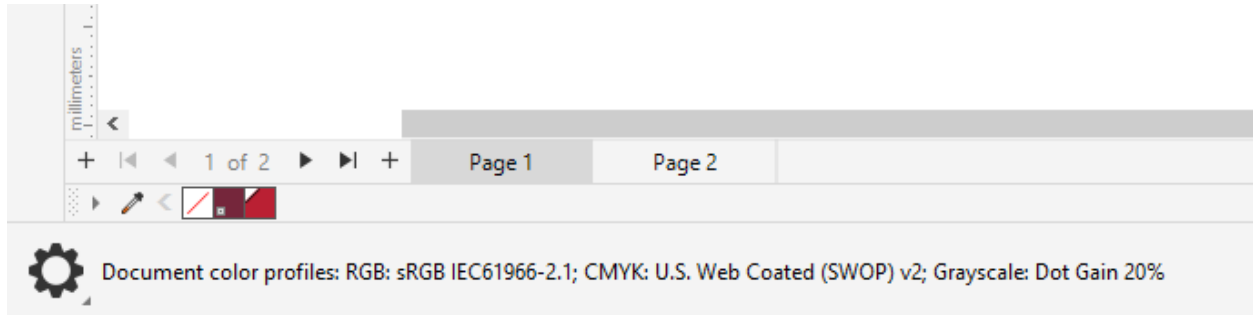 millimeters
1 of 2 Page 1 Page 2
Document color profiles: RGB: sRGB IEC61966-2.1; CMYK: U.S. Web Coated (SWOP) v2; Grayscale: Dot Gain 20%